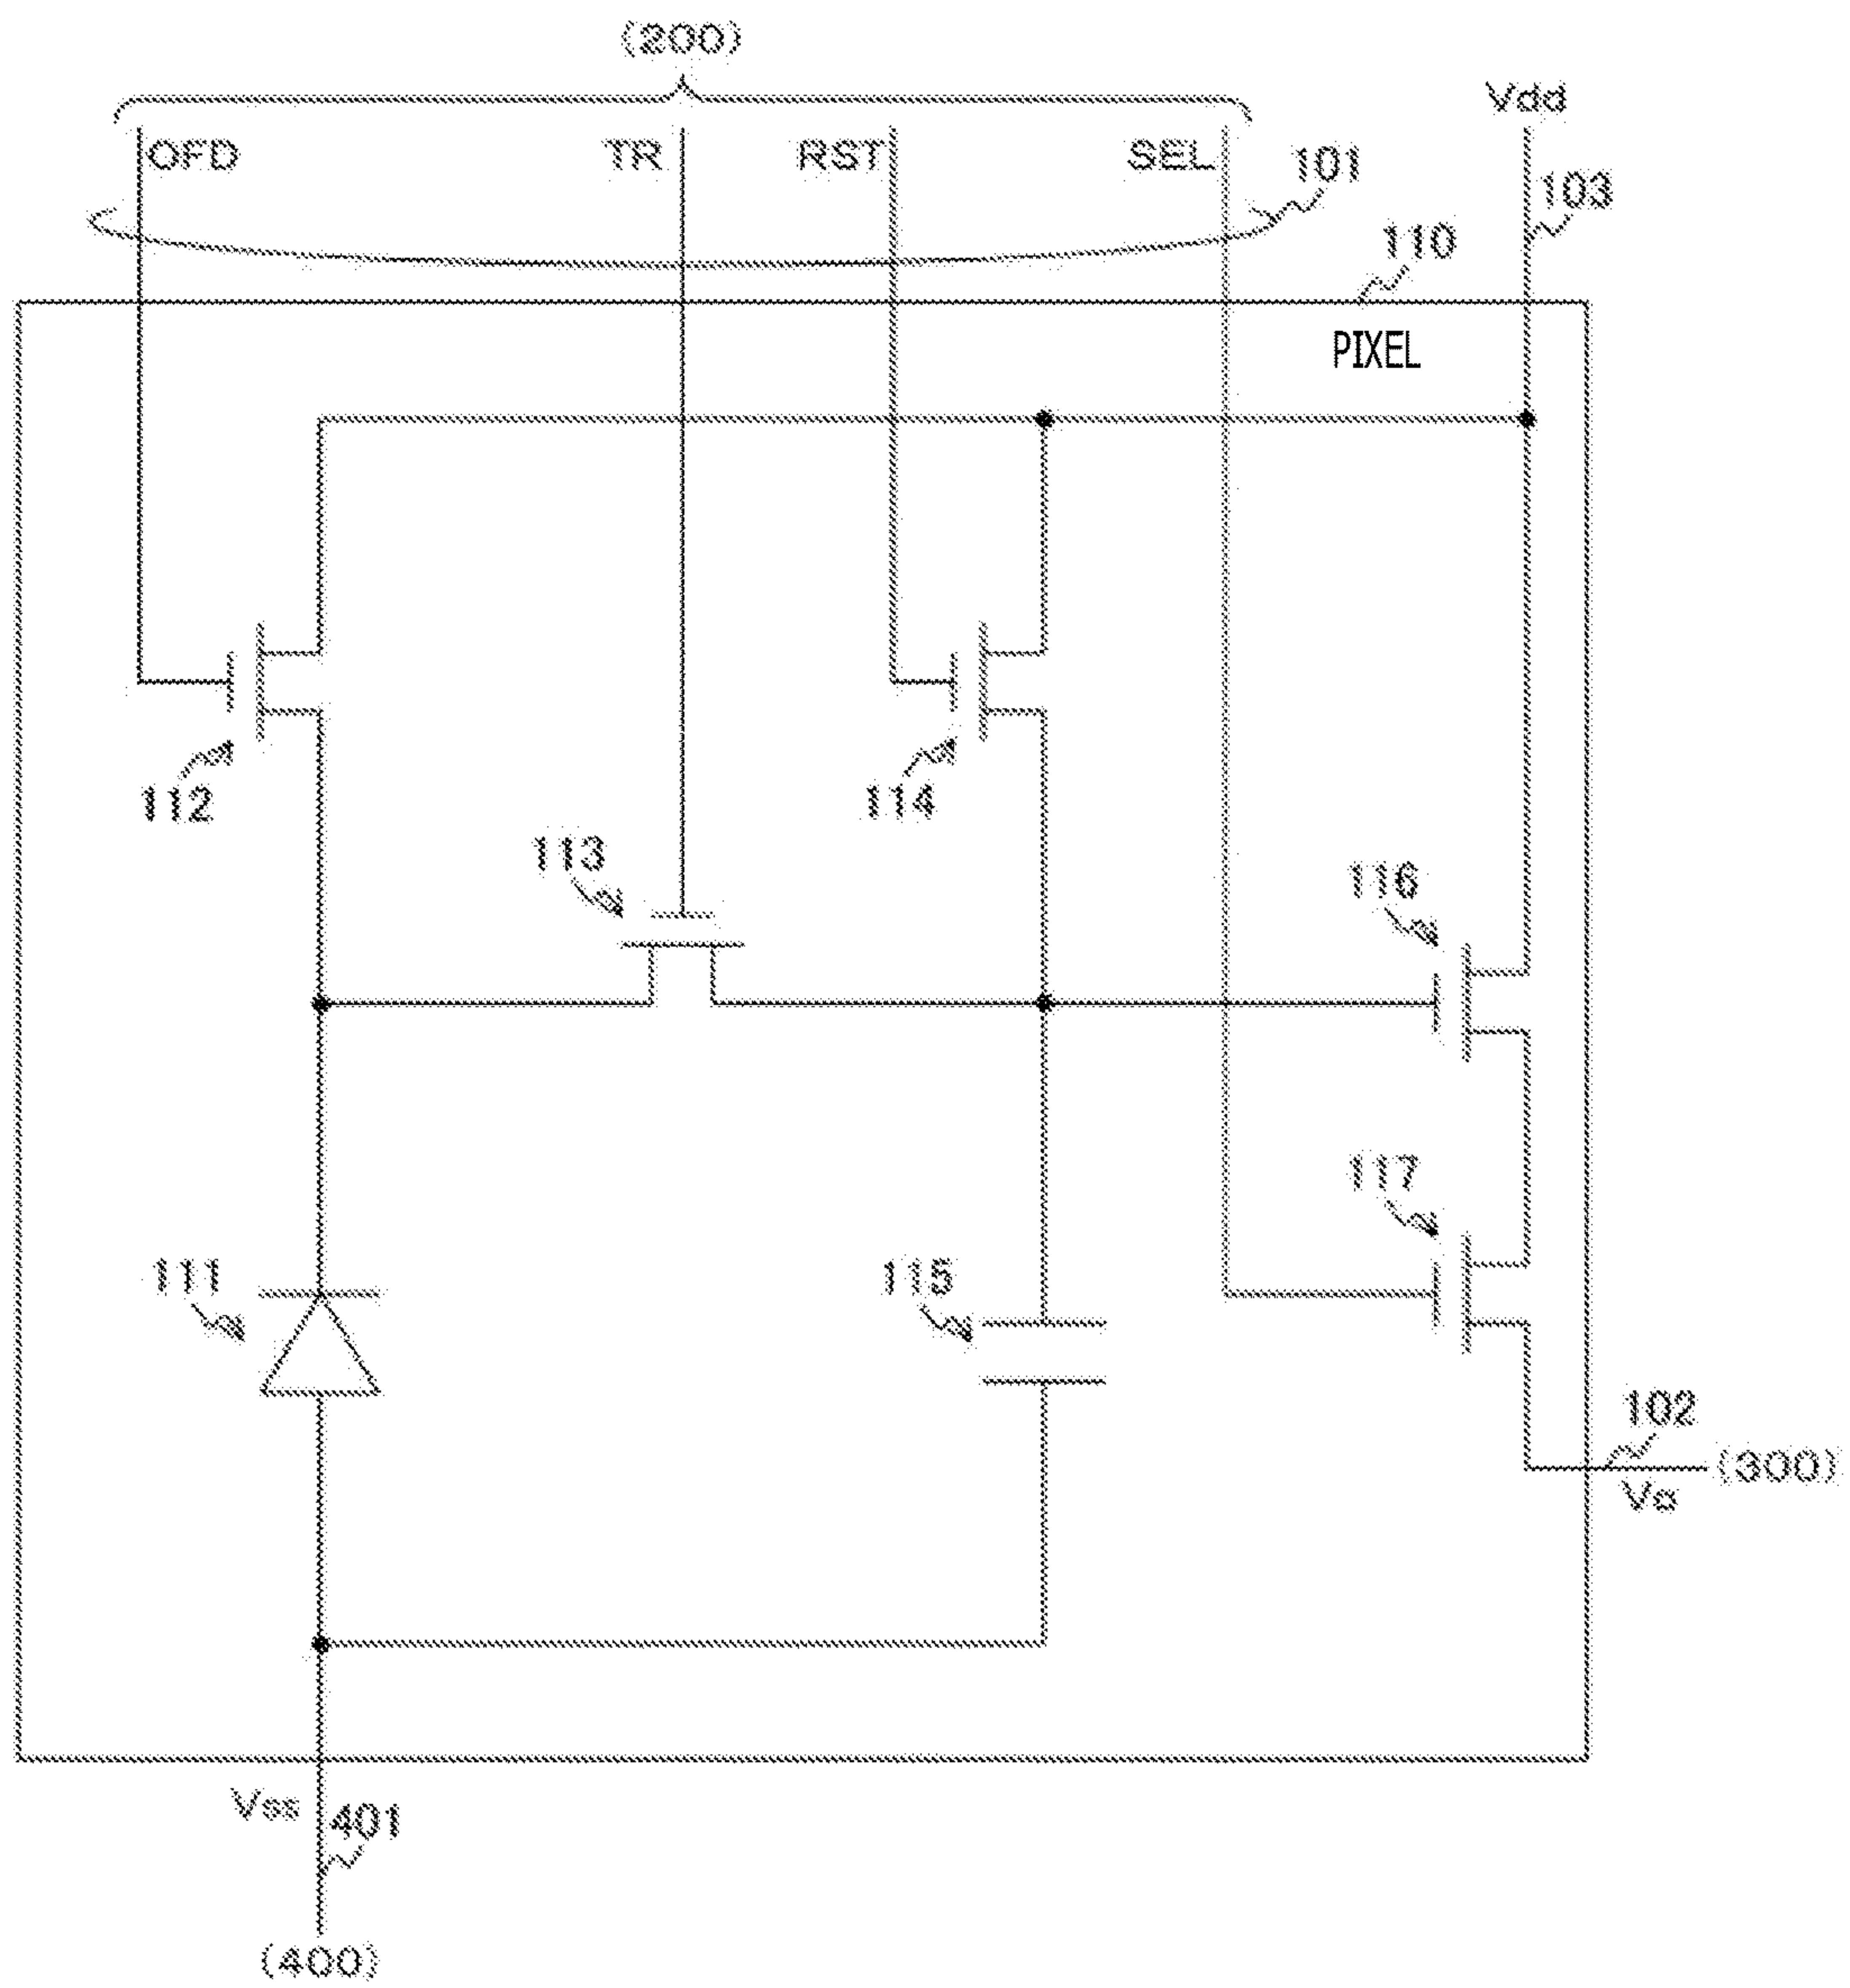 (200)
Vdd
OFD
TR
RST
SEL
101
103
110
PIXEL
112
114
113
116
117
111
115
102
(300)
Vo
Vss
401
(400)